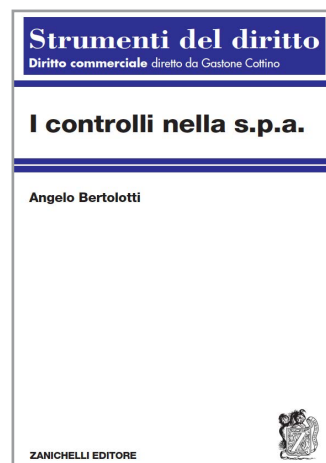 Strumenti del diritto
Diritto commerciale diretto da Gastone Cottino
I controlli nella s.p.a.
Angelo Bertolotti
ZANICHELLI EDITORE